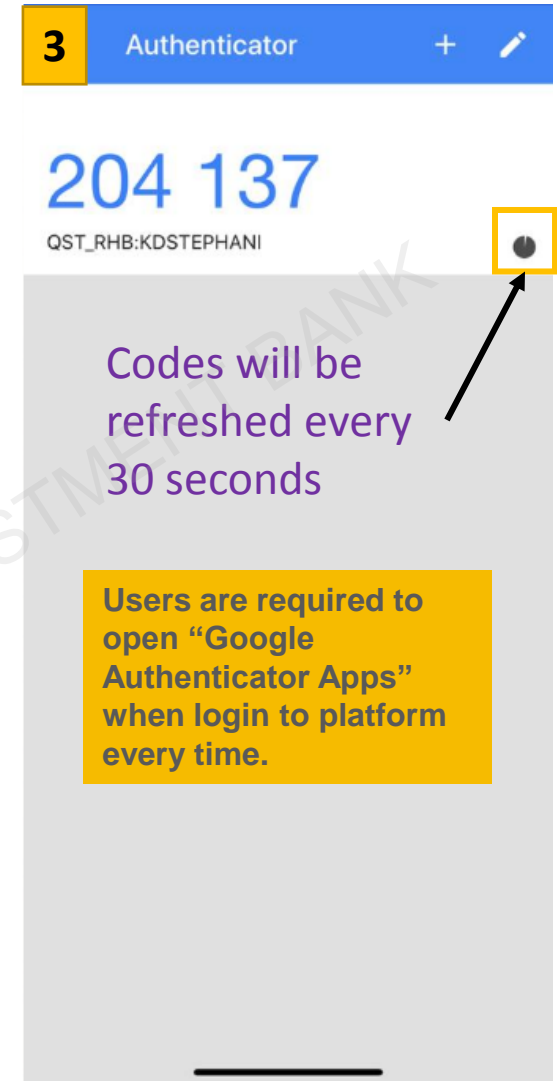 3
Authenticator
204 137
QST_RHB:KDSTEPHANI
Codes will be
refreshed every
30 seconds
Users are required to
open “Google
Authenticator Apps”
when login to platform
every time.